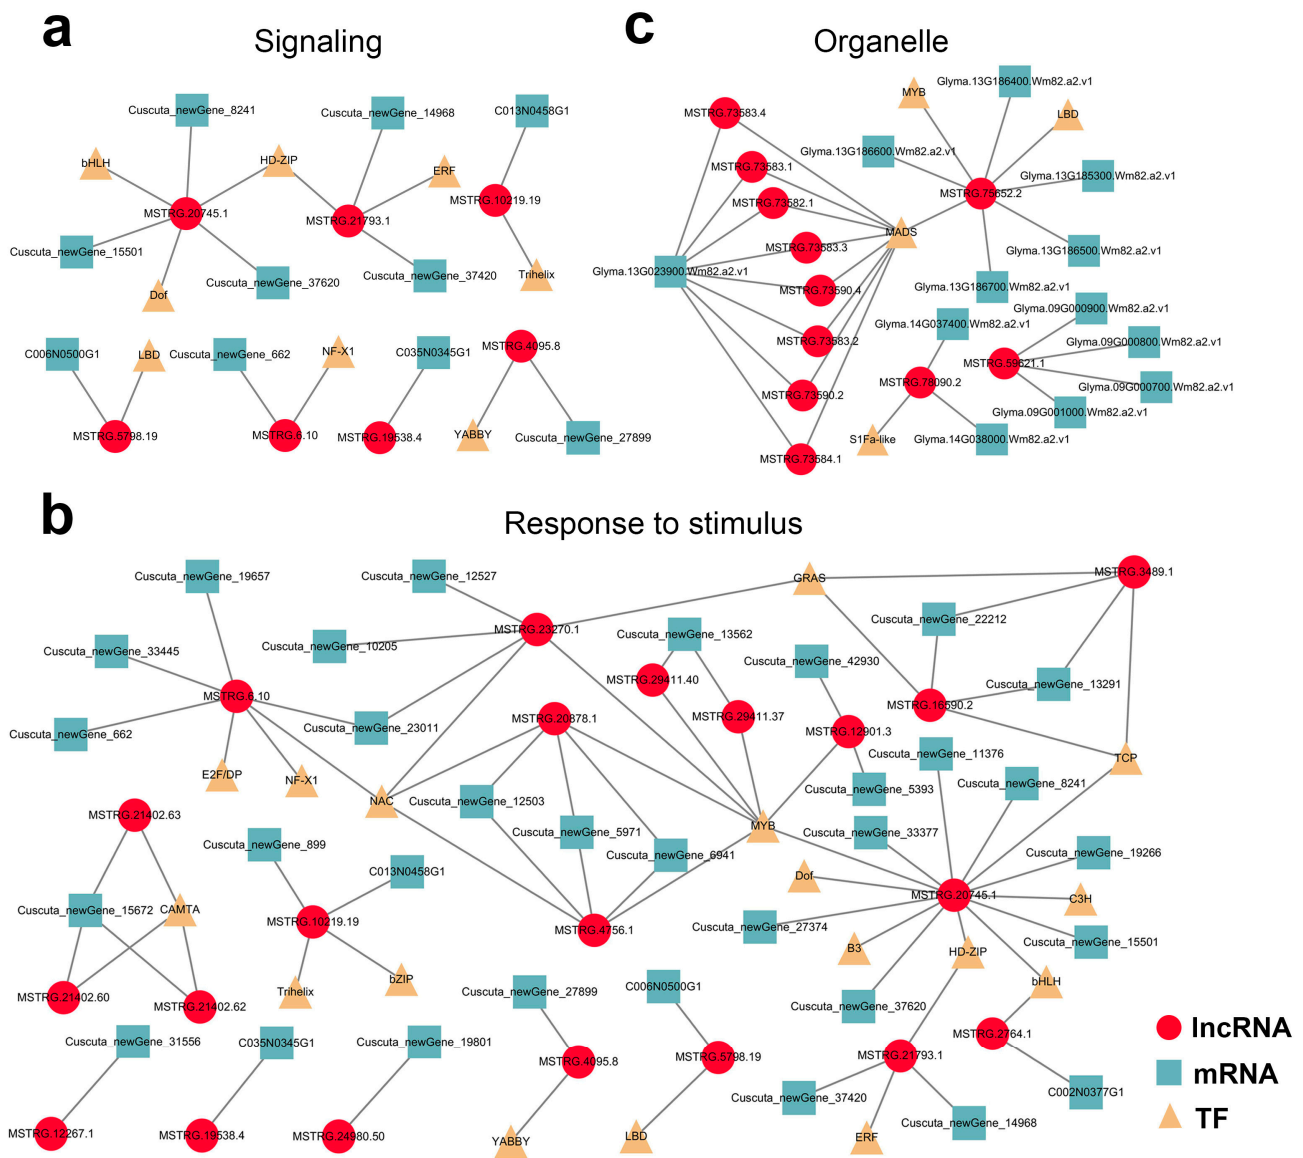 a
Signaling
Cuscuta_newGene_8241
Cuscuta_newGene_14968
C013N0458G1
bHLH
HD-ZIP
ERF
MSTRG.10219.19
MSTRG.20745.1
MSTRG.21793.1
Cuscuta_newGene_15501
Cuscuta_newGene_37620
Cuscuta_newGene_37420
Trihelix
Dof
C006N0500G1
LBD
Cuscuta_newGene_662
NF-X1
C035N0345G1
MSTRG.4095.8
MSTRG.5798.19
MSTRG.6.10
MSTRG.19538.4
YABBY
Cuscuta_newGene_27899
c
Organelle
MYB
Glyma.13G186400.Wm82.a2.v1
MSTRG.73583.4
LBD
Glyma.13G186600.Wm82.a2.v1
MSTRG.73583.1
Glyma.13G185300.Wm82.a2.v1
MSTRG.75652.2
MSTRG.73582.1
MADS
MSTRG.73583.3
Glyma.13G186500.Wm82.a2.v1
Glyma.13G023900.Wm82.a2.v1
MSTRG.73590.4
Glyma.13G186700.Wm82.a2.v1
Glyma.09G000900.Wm82.a2.v1
Glyma.14G037400.Wm82.a2.v1
MSTRG.73583.2
Glyma.09G000800.Wm82.a2.v1
MSTRG.59621.1
MSTRG.78090.2
Glyma.09G000700.Wm82.a2.v1
MSTRG.73590.2
Glyma.09G001000.Wm82.a2.v1
S1Fa-like
Glyma.14G038000.Wm82.a2.v1
MSTRG.73584.1
b
Response to stimulus
Cuscuta_newGene_19657
Cuscuta_newGene_12527
GRAS
MSTRG.3489.1
Cuscuta_newGene_22212
MSTRG.23270.1
Cuscuta_newGene_13562
Cuscuta_newGene_10205
Cuscuta_newGene_33445
Cuscuta_newGene_42930
MSTRG.29411.40
Cuscuta_newGene_13291
MSTRG.6.10
MSTRG.16590.2
MSTRG.20878.1
MSTRG.29411.37
Cuscuta_newGene_23011
MSTRG.12901.3
Cuscuta_newGene_662
Cuscuta_newGene_11376
TCP
E2F/DP
NF-X1
Cuscuta_newGene_8241
Cuscuta_newGene_5393
NAC
Cuscuta_newGene_12503
MSTRG.21402.63
MYB
Cuscuta_newGene_33377
Cuscuta_newGene_5971
Cuscuta_newGene_899
Cuscuta_newGene_6941
Cuscuta_newGene_19266
C013N0458G1
Dof
MSTRG.20745.1
C3H
Cuscuta_newGene_15672
CAMTA
MSTRG.10219.19
MSTRG.4756.1
Cuscuta_newGene_27374
Cuscuta_newGene_15501
B3
HD-ZIP
bHLH
bZIP
Trihelix
MSTRG.21402.60
MSTRG.21402.62
Cuscuta_newGene_27899
C006N0500G1
Cuscuta_newGene_37620
MSTRG.2764.1
Cuscuta_newGene_31556
C035N0345G1
Cuscuta_newGene_19801
MSTRG.4095.8
MSTRG.5798.19
MSTRG.21793.1
C002N0377G1
Cuscuta_newGene_37420
Cuscuta_newGene_14968
MSTRG.12267.1
MSTRG.19538.4
MSTRG.24980.50
YABBY
LBD
ERF
lncRNA
mRNA
TF